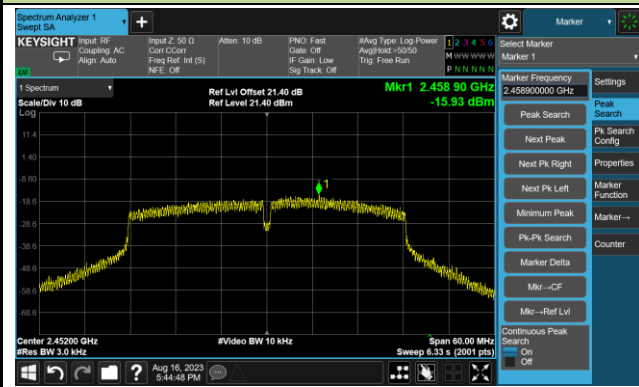 Spectrum Analyzer 1
Swept SA
Marker
KEYSIGHT
Input: RF
Coupling: AC
Align: Auto
Input Z: 50 Ω
Corr CCorr
Freq Ref: Int (S)
NFE: Off
Atten: 10 dB
PNO: Fast
Gate: Off
IF Gain: Low
Sig Track: Off
#Avg Type: Log-Power
Avg|Hold:>50/50
Trig: Free Run
1 2 3 4 5 6
M W W W W W
P N N N N N
LVI
Select Marker
Marker 1
1 Spectrum
Scale/Div 10 dB
Log
Ref Lvl Offset 21.40 dB
Ref Level 21.40 dBm
Mkr1 2.458 90 GHz
-15.93 dBm
11.4
1.40
-8.60
-18.6
-28.6
-38.6
-48.6
-58.6
-68.6
1
Center 2.45200 GHz
#Res BW 3.0 kHz
#Video BW 10 kHz
Span 60.00 MHz
Sweep 6.33 s (2001 pts)
Marker Frequency
2.458900000 GHz
Peak Search
Next Peak
Next Pk Right
Next Pk Left
Minimum Peak
Pk-Pk Search
Marker Delta
Mkr→CF
Mkr→Ref Lvl
Continuous Peak
Search
On
Off
Settings
Peak
Search
Pk Search
Config
Properties
Marker
Function
Marker→
Counter
Aug 16, 2023
5:44:48 PM